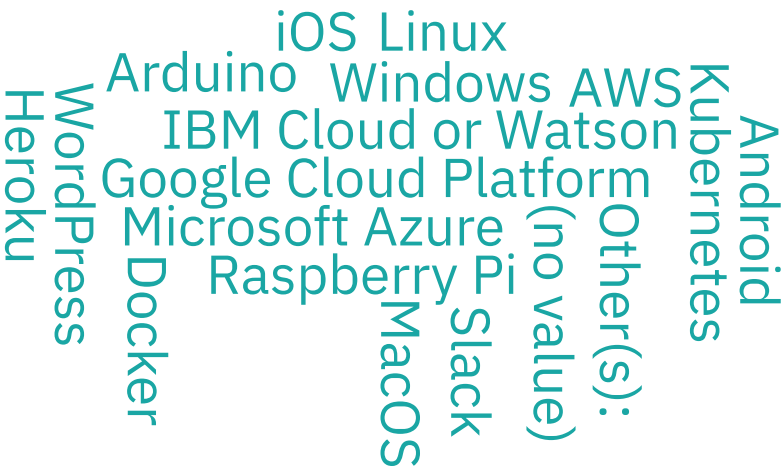 iOS
Linux
Arduino
Windows
AWS
IBM Cloud or Watson
Google Cloud Platform
Microsoft Azure
Raspberry Pi
Heroku
WordPress
Docker
MacOS
Slack
(no value)
Other(s):
Kubernetes
Android